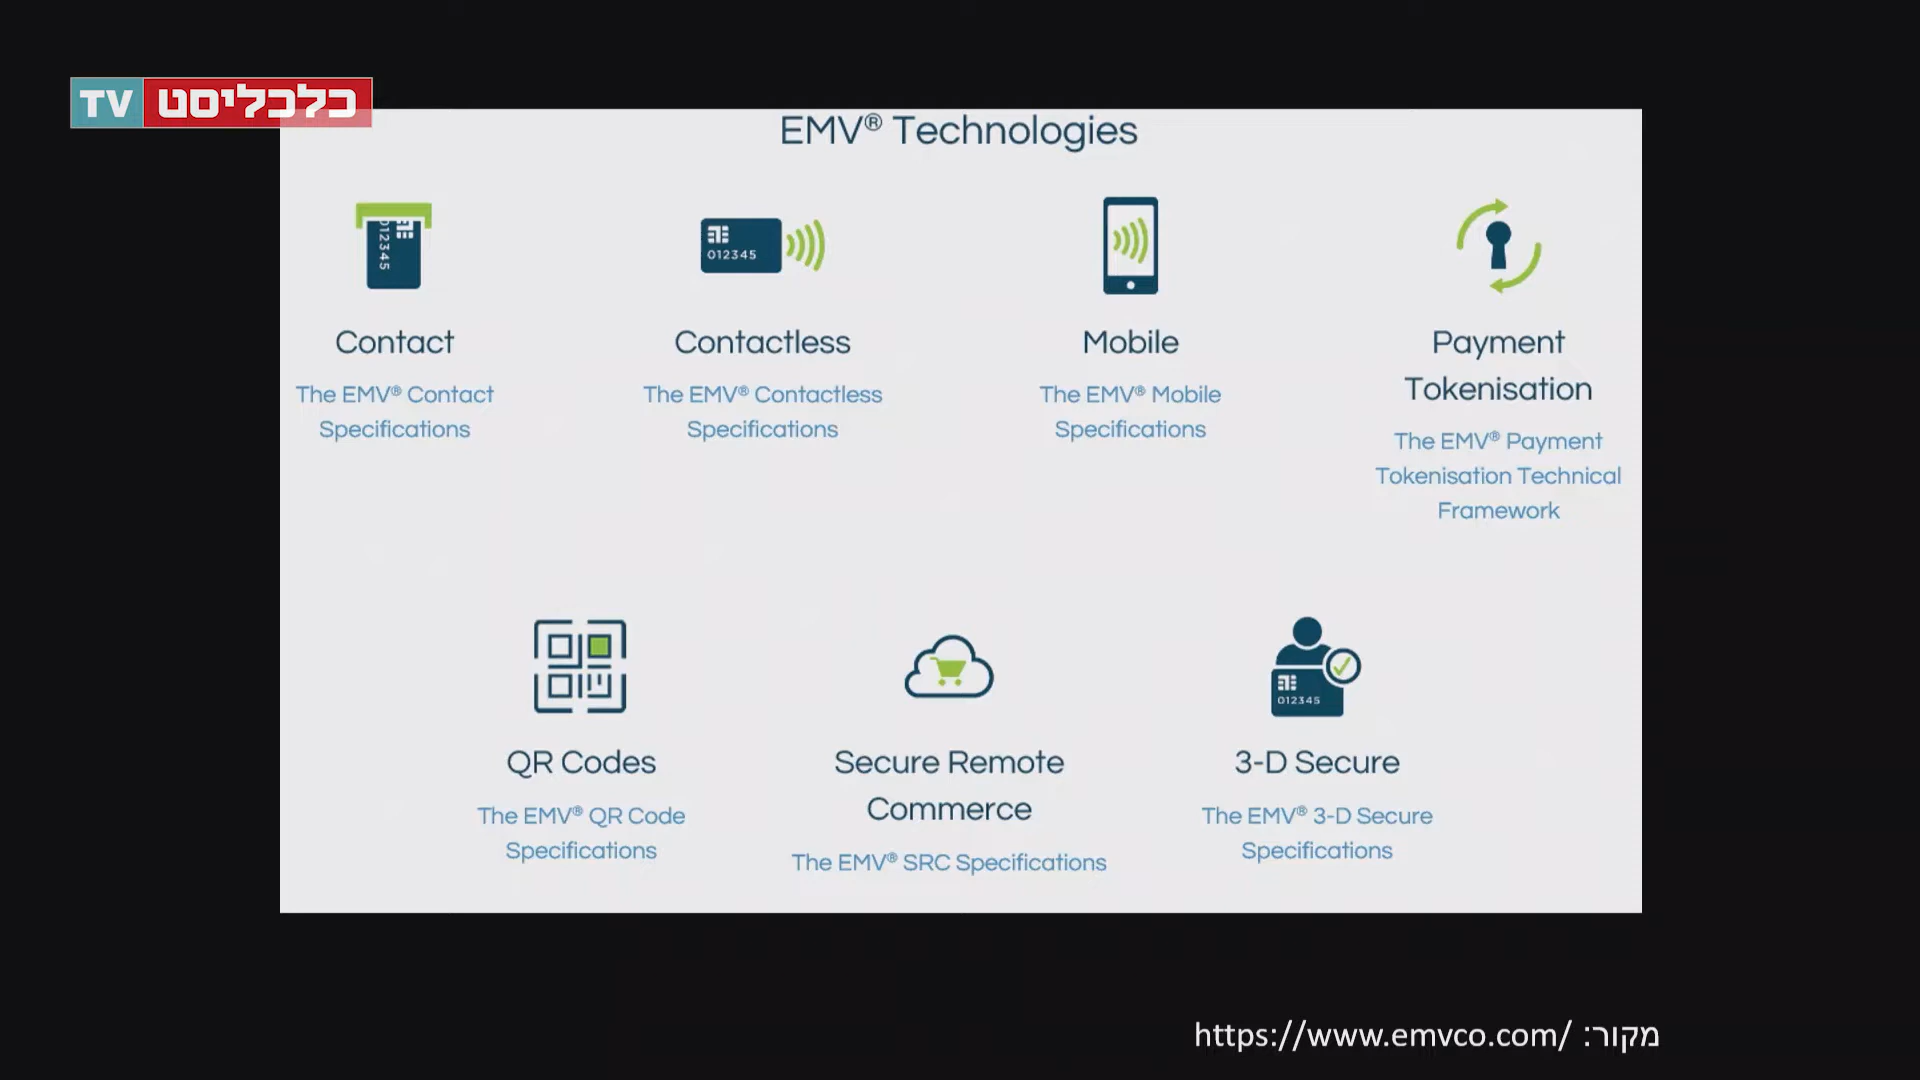 TV כלכליסט
EMV® Technologies
012345
012345
Contact
Contactless
Mobile
Payment
Tokenisation
The EMV® Contact
Specifications
The EMV® Contactless
Specifications
The EMV® Mobile
Specifications
The EMV® Payment
Tokenisation Technical
Framework
012345
QR Codes
Secure Remote
Commerce
3-D Secure
The EMV® QR Code
Specifications
The EMV® SRC Specifications
The EMV® 3-D Secure
Specifications
מקור: https://www.emvco.com/